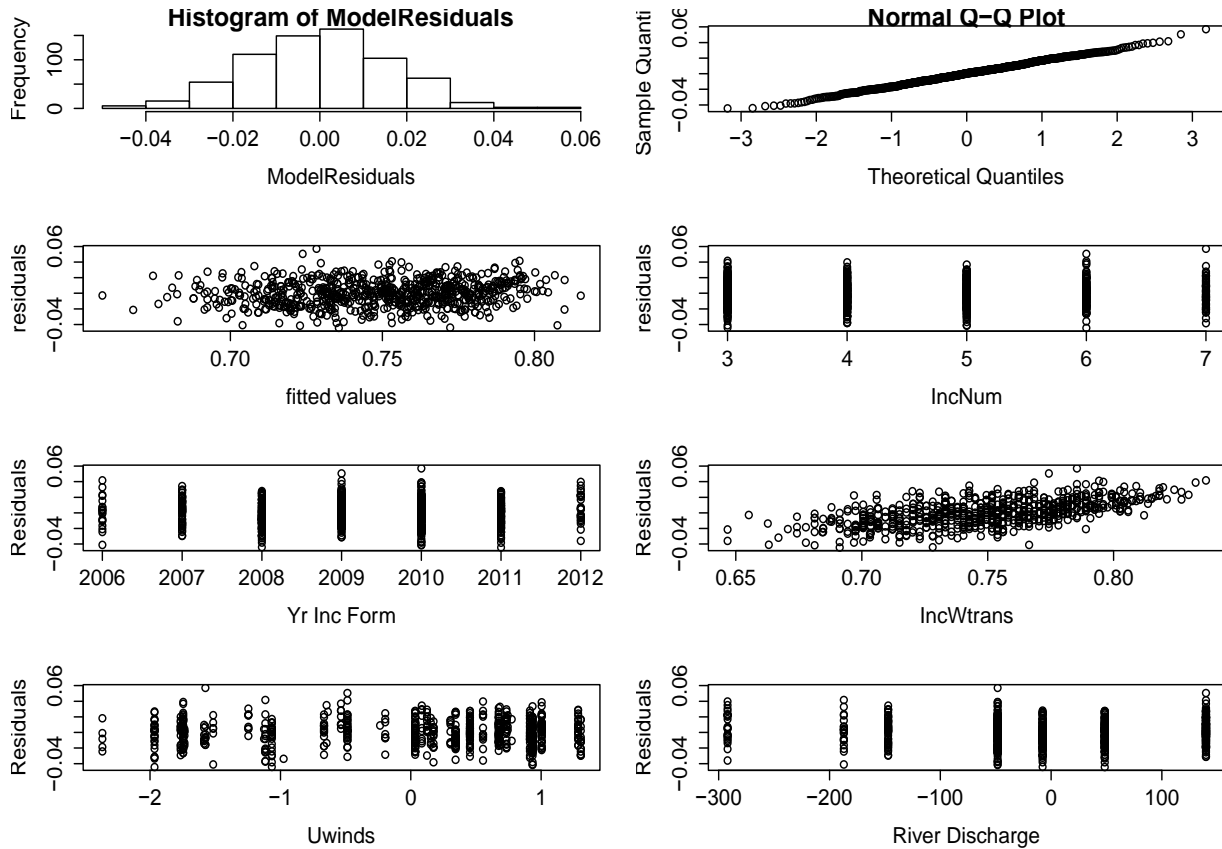 Histogram of ModelResiduals
Frequency
0 100
−0.04 −0.02 0.00 0.02 0.04 0.06
ModelResiduals
Normal Q−Q Plot
Sample Quanti
−0.04 0.06
−3 −2 −1 0 1 2 3
Theoretical Quantiles
residuals
−0.04 0.06
0.70 0.75 0.80
fitted values
residuals
−0.04 0.06
3 4 5 6 7
IncNum
Residuals
−0.04 0.06
2006 2007 2008 2009 2010 2011 2012
Yr Inc Form
Residuals
−0.04 0.06
0.65 0.70 0.75 0.80
IncWtrans
Residuals
−0.04 0.06
−2 −1 0 1
Uwinds
Residuals
−0.04 0.06
−300 −200 −100 0 100
River Discharge